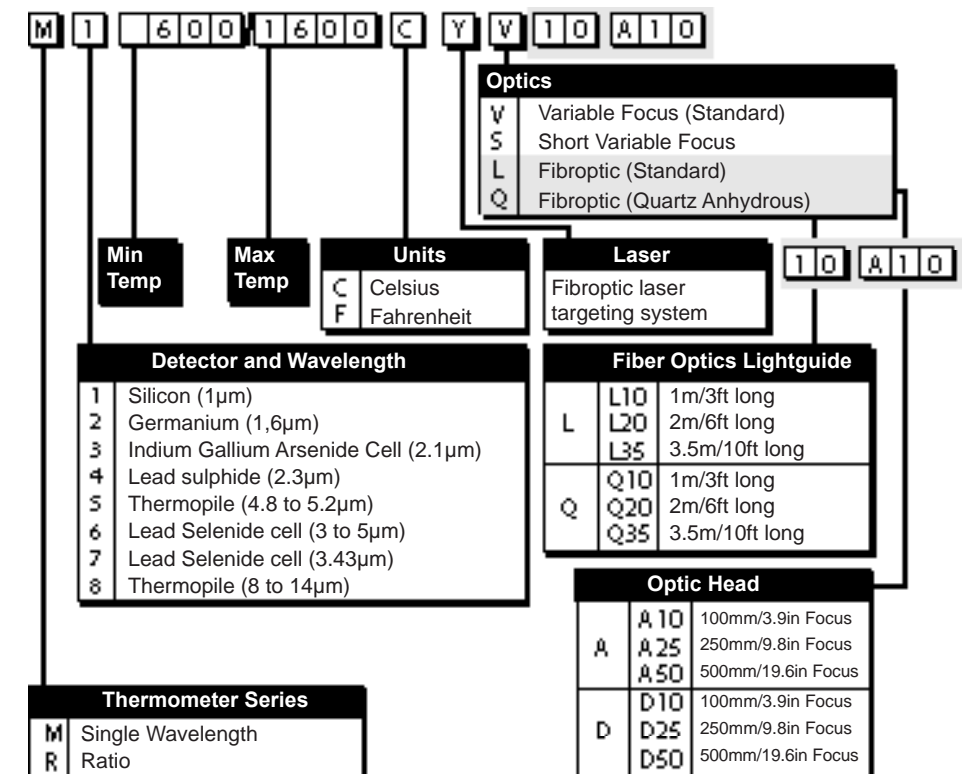 M 1 600/1600 C Y V 10 A10
Optics
V Variable Focus (Standard)
S Short Variable Focus
L Fibroptic (Standard)
Q Fibroptic (Quartz Anhydrous)
Min
Temp
Max
Temp
Units
C Celsius
F Fahrenheit
Laser
Fibroptic laser
targeting system
10 A10
Detector and Wavelength
1 Silicon (1µm)
2 Germanium (1,6µm)
3 Indium Gallium Arsenide Cell (2.1µm)
4 Lead sulphide (2.3µm)
5 Thermopile (4.8 to 5.2µm)
6 Lead Selenide cell (3 to 5µm)
7 Lead Selenide cell (3.43µm)
8 Thermopile (8 to 14µm)
Fiber Optics Lightguide
L10 1m/3ft long
L L20 2m/6ft long
L35 3.5m/10ft long
Q10 1m/3ft long
Q Q20 2m/6ft long
Q35 3.5m/10ft long
Optic Head
A10 100mm/3.9in Focus
A A25 250mm/9.8in Focus
A50 500mm/19.6in Focus
D10 100mm/3.9in Focus
D D25 250mm/9.8in Focus
D50 500mm/19.6in Focus
Thermometer Series
M Single Wavelength
R Ratio